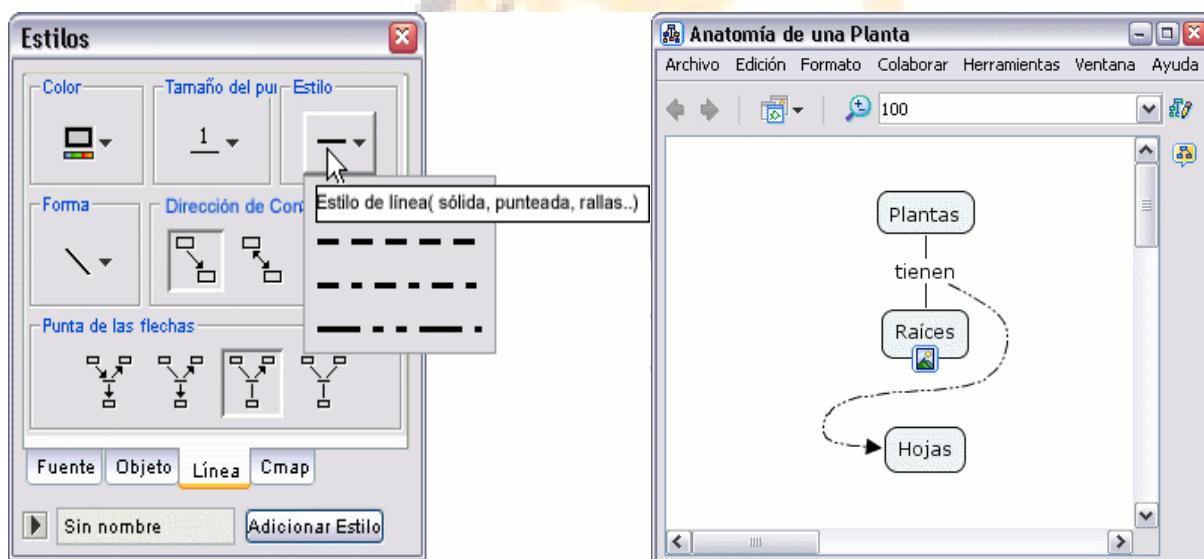 Estilos
Color
Tamaño del pu
Estilo
1
Estilo de línea( sólida, punteada, rallas..)
Forma
Dirección de Con
Punta de las flechas
Fuente
Objeto
Línea
Cmap
Sin nombre
Adicionar Estilo
Anatomía de una Planta
Archivo Edición Formato Colaborar Herramientas Ventana Ayuda
100
Plantas
tienen
Raíces
Hojas